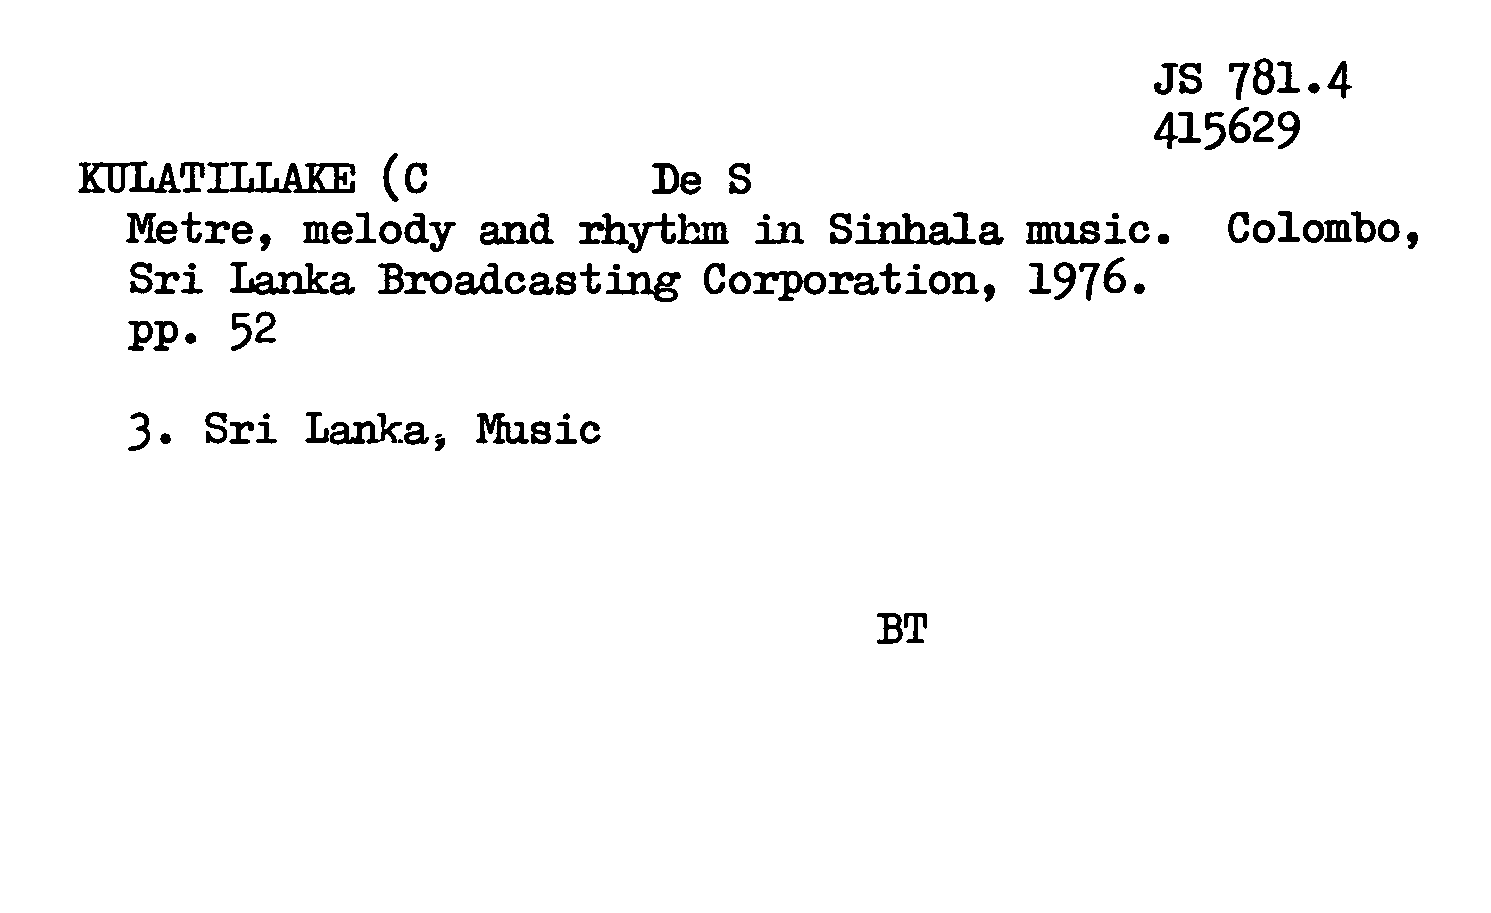 JS 781.4
415629
KULATILLAKE (C De S
Metre, melody and rhythm in Sinhala music. Colombo,
Sri Lanka Broadcasting Corporation, 1976.
pp. 52
3. Sri Lanka, Music
BT